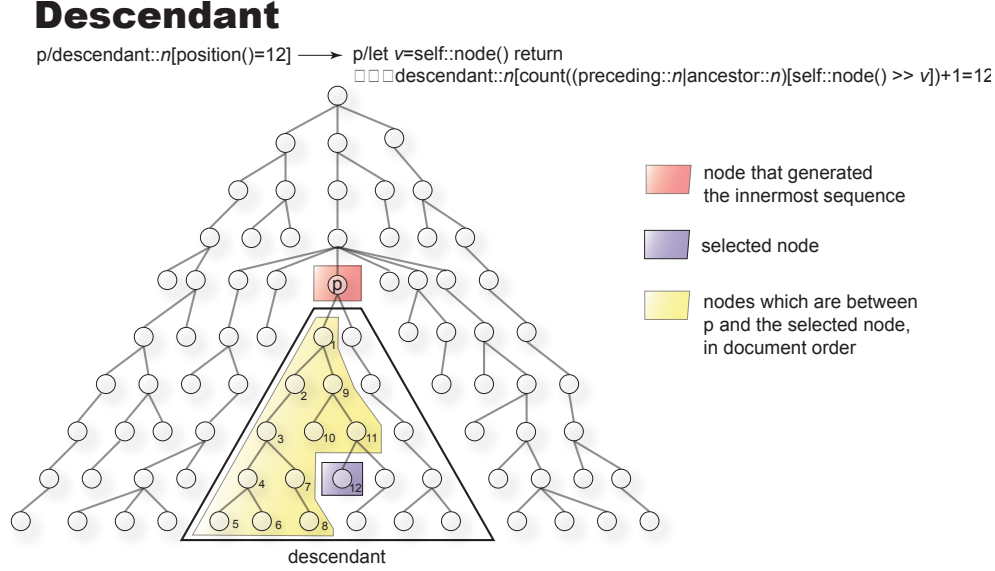 Descendant
p/descendant::n[position()=12] ⟶ p/let v=self::node() return
□□□descendant::n[count((preceding::n|ancestor::n)[self::node() >> v])+1=12
node that generated
the innermost sequence
selected node
p
nodes which are between
p and the selected node,
in document order
1
2
9
3
10
11
4
7
12
5
6
8
descendant